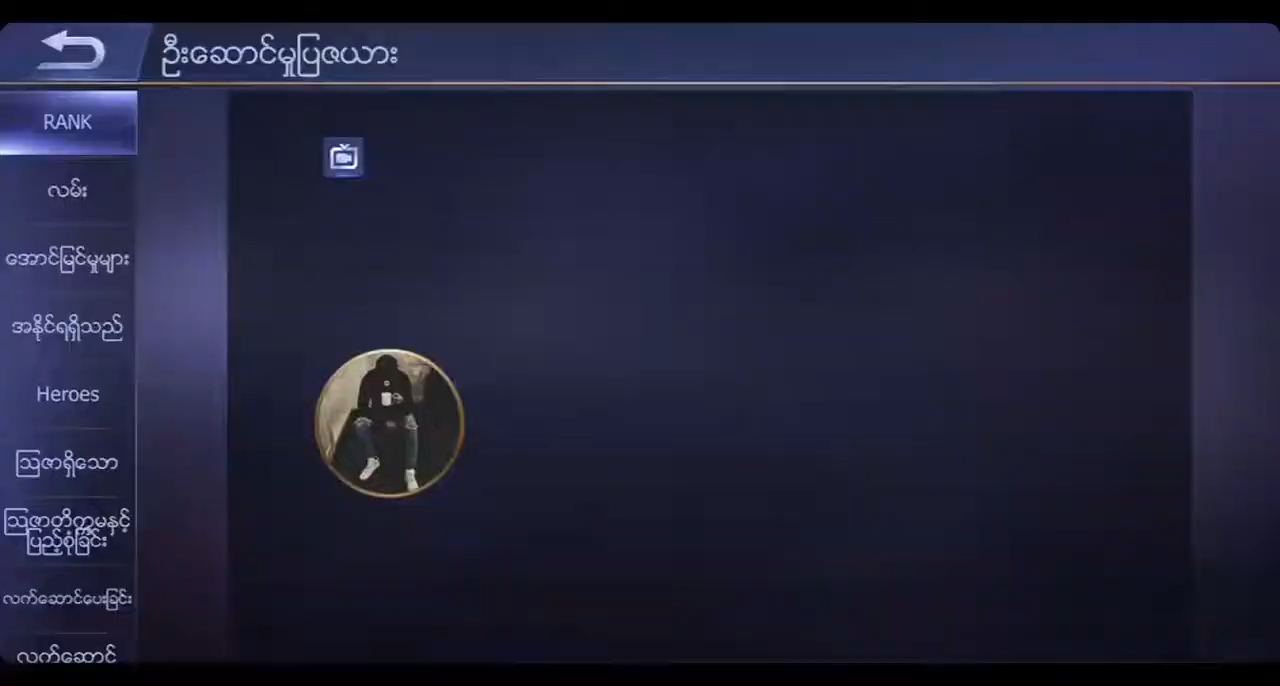 ဦးဆောင်မှုပြဇယား
RANK
လမ်း
အောင်မြင်မှုများ
အနိုင်ရရှိသည်
Heroes
ဩဇာရှိသော
ဩဇာတိက္ကမနှင့်
ပြည့်စုံခြင်း
လက်ဆောင်ပေးခြင်း
လက်ဆောင်